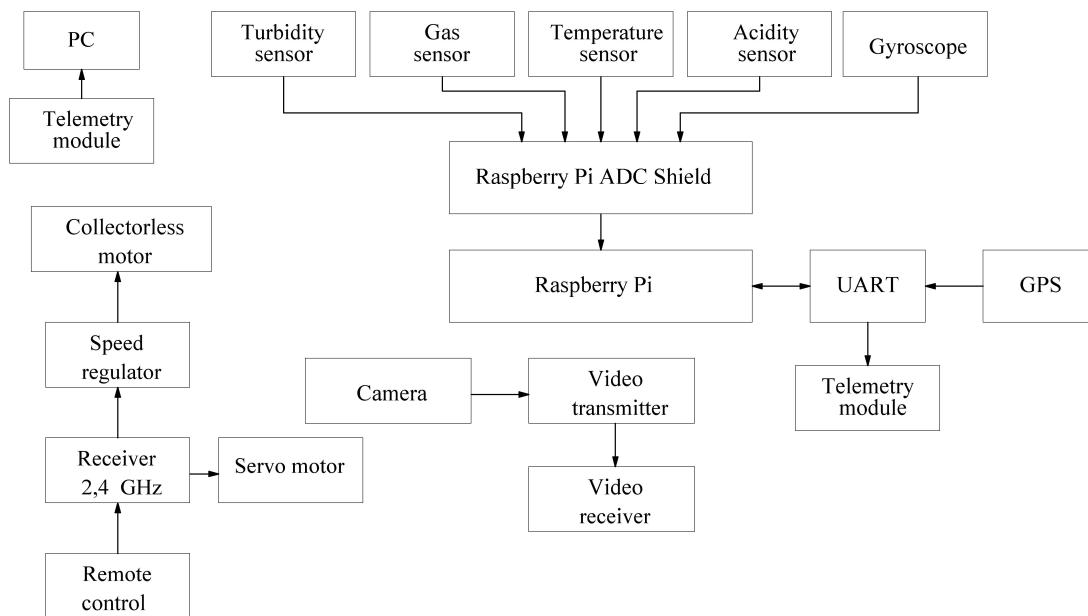 PC
Telemetry
module
Turbidity
sensor
Gas
sensor
Temperature
sensor
Acidity
sensor
Gyroscope
Raspberry Pi ADC Shield
Raspberry Pi
UART
GPS
Telemetry
module
Collectorless
motor
Speed
regulator
Receiver
2,4 GHz
Servo motor
Remote
control
Camera
Video
transmitter
Video
receiver